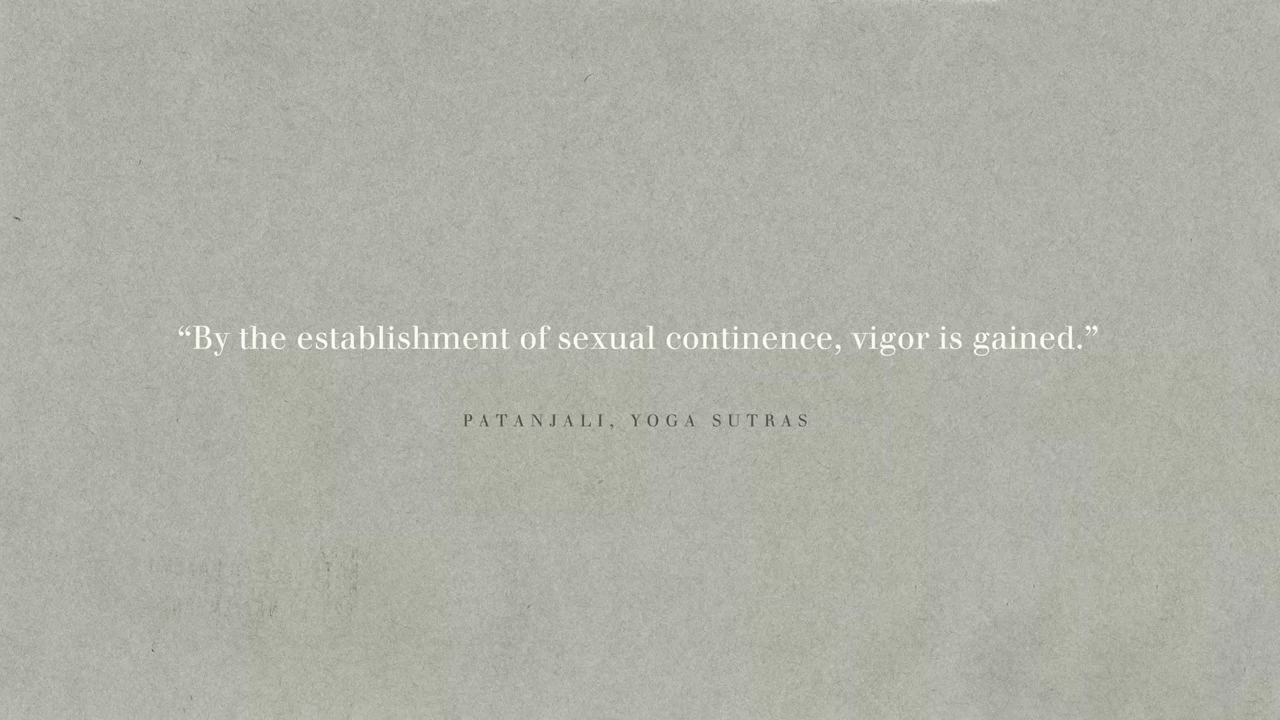 “By the establishment of sexual continence, vigor is gained.”
PATANJALI, YOGA SUTRAS